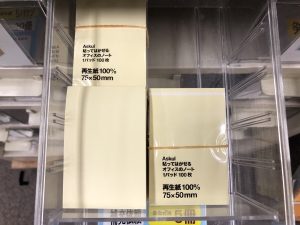 Askul
貼ってはがせる
オフィスのノート
1パッド 100枚
再生紙100%
75×50mm
Askul
貼ってはがせる
オフィスのノート
1パッド 100枚
再生紙100%
75×50mm